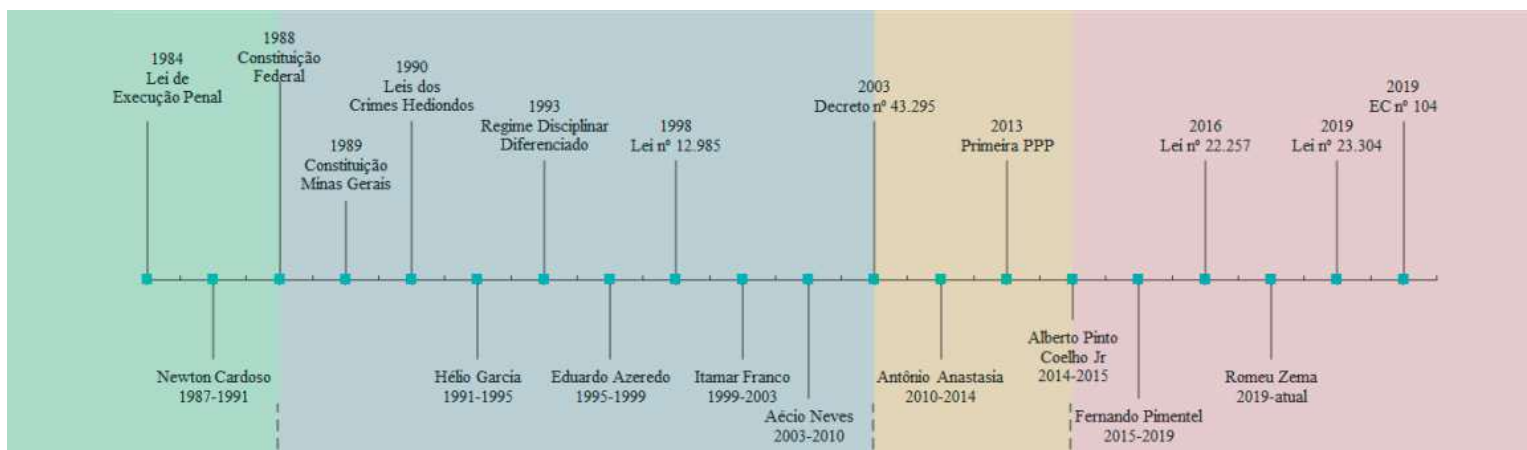 1984
Lei de
Execução Penal
1988
Constituição
Federal
1989
Constituição
Minas Gerais
1990
Leis dos
Crimes Hediondos
1993
Regime Disciplinar
Diferenciado
1998
Lei nº 12.985
2003
Decreto nº 43.295
2013
Primeira PPP
2016
Lei nº 22.257
2019
Lei nº 23.304
2019
EC nº 104
Newton Cardoso
1987-1991
Hélio Garcia
1991-1995
Eduardo Azeredo
1995-1999
Itamar Franco
1999-2003
Aécio Neves
2003-2010
Antônio Anastasia
2010-2014
Alberto Pinto
Coelho Jr
2014-2015
Fernando Pimentel
2015-2019
Romeu Zema
2019-atual